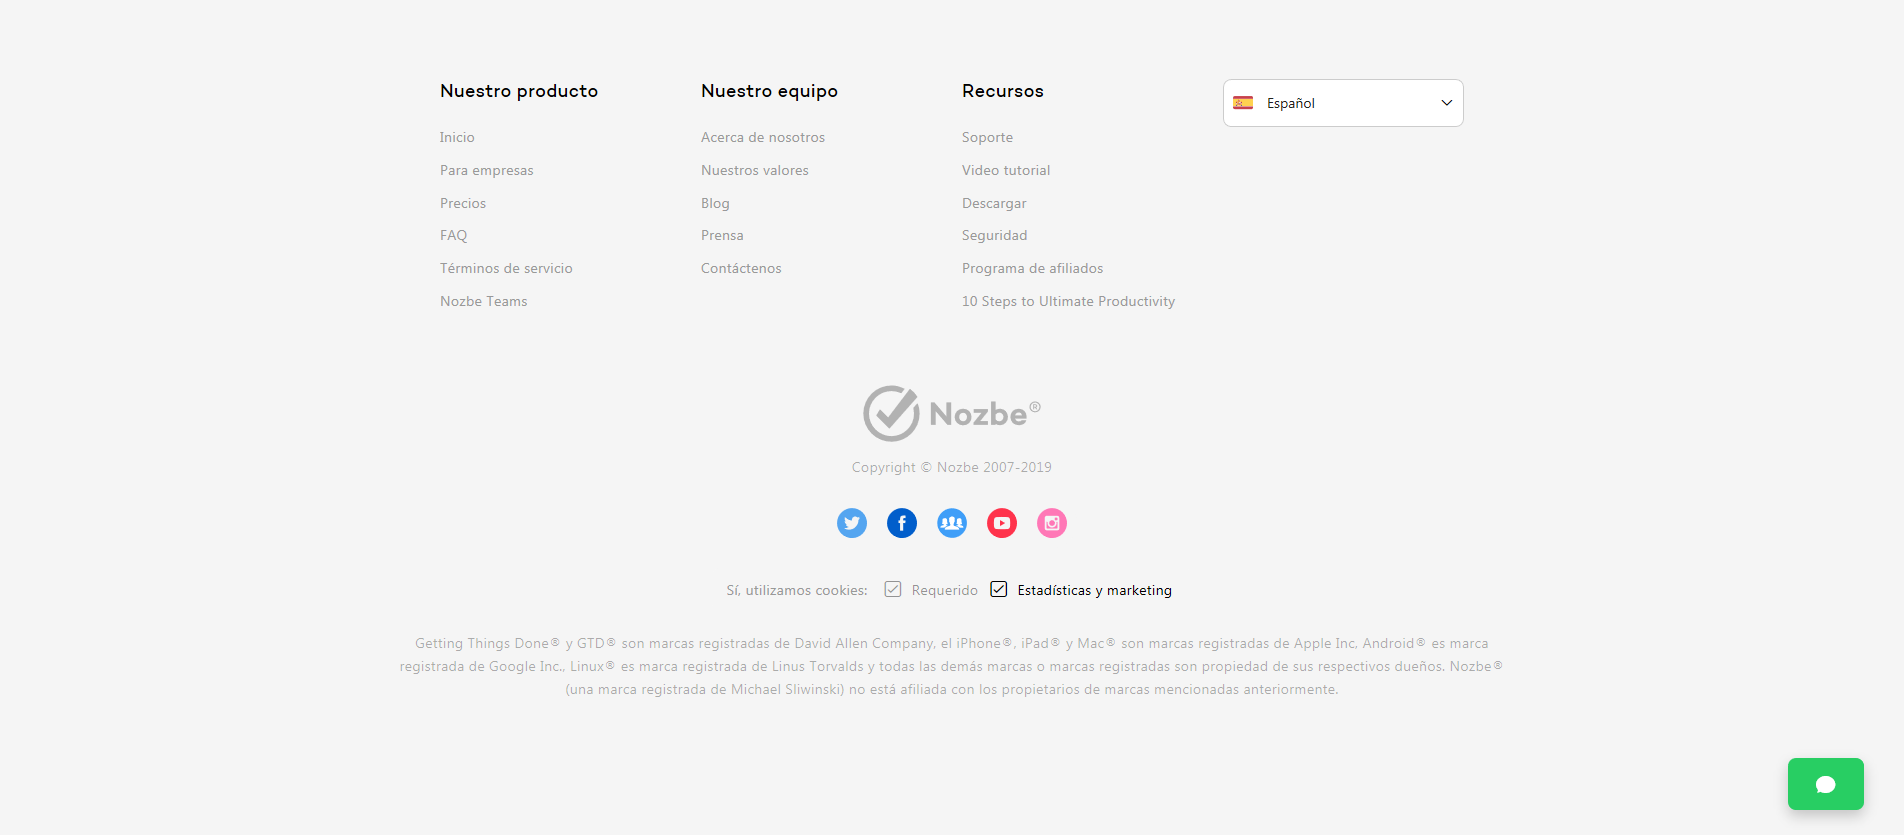 Nuestro producto
Inicio
Para empresas
Precios
FAQ
Términos de servicio
Nozbe Teams
Nuestro equipo
Acerca de nosotros
Nuestros valores
Blog
Prensa
Contáctenos
Recursos
Soporte
Video tutorial
Descargar
Seguridad
Programa de afiliados
10 Steps to Ultimate Productivity
Español
Nozbe®
Copyright © Nozbe 2007-2019
Sí, utilizamos cookies: Requerido Estadísticas y marketing
Getting Things Done® y GTD® son marcas registradas de David Allen Company, el iPhone®, iPad® y Mac® son marcas registradas de Apple Inc, Android® es marca
registrada de Google Inc., Linux® es marca registrada de Linus Torvalds y todas las demás marcas o marcas registradas son propiedad de sus respectivos dueños. Nozbe®
(una marca registrada de Michael Sliwinski) no está afiliada con los propietarios de marcas mencionadas anteriormente.